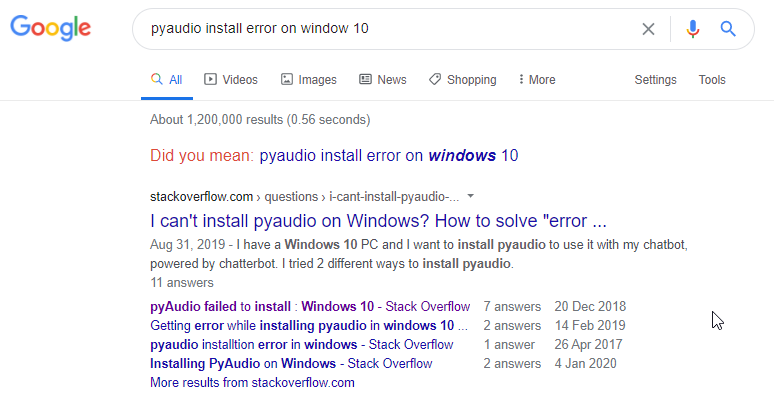 Google
pyaudio install error on window 10
All Videos Images News Shopping More Settings Tools
About 1,200,000 results (0.56 seconds)
Did you mean: pyaudio install error on windows 10
stackoverflow.com › questions › i-cant-install-pyaudio-...
I can't install pyaudio on Windows? How to solve "error ...
Aug 31, 2019 - I have a Windows 10 PC and I want to install pyaudio to use it with my chatbot,
powered by chatterbot. I tried 2 different ways to install pyaudio.
11 answers
pyAudio failed to install : Windows 10 - Stack Overflow 7 answers 20 Dec 2018
Getting error while installing pyaudio in windows 10 ... 2 answers 14 Feb 2019
pyaudio installtion error in windows - Stack Overflow 1 answer 26 Apr 2017
Installing PyAudio on Windows - Stack Overflow 2 answers 4 Jan 2020
More results from stackoverflow.com